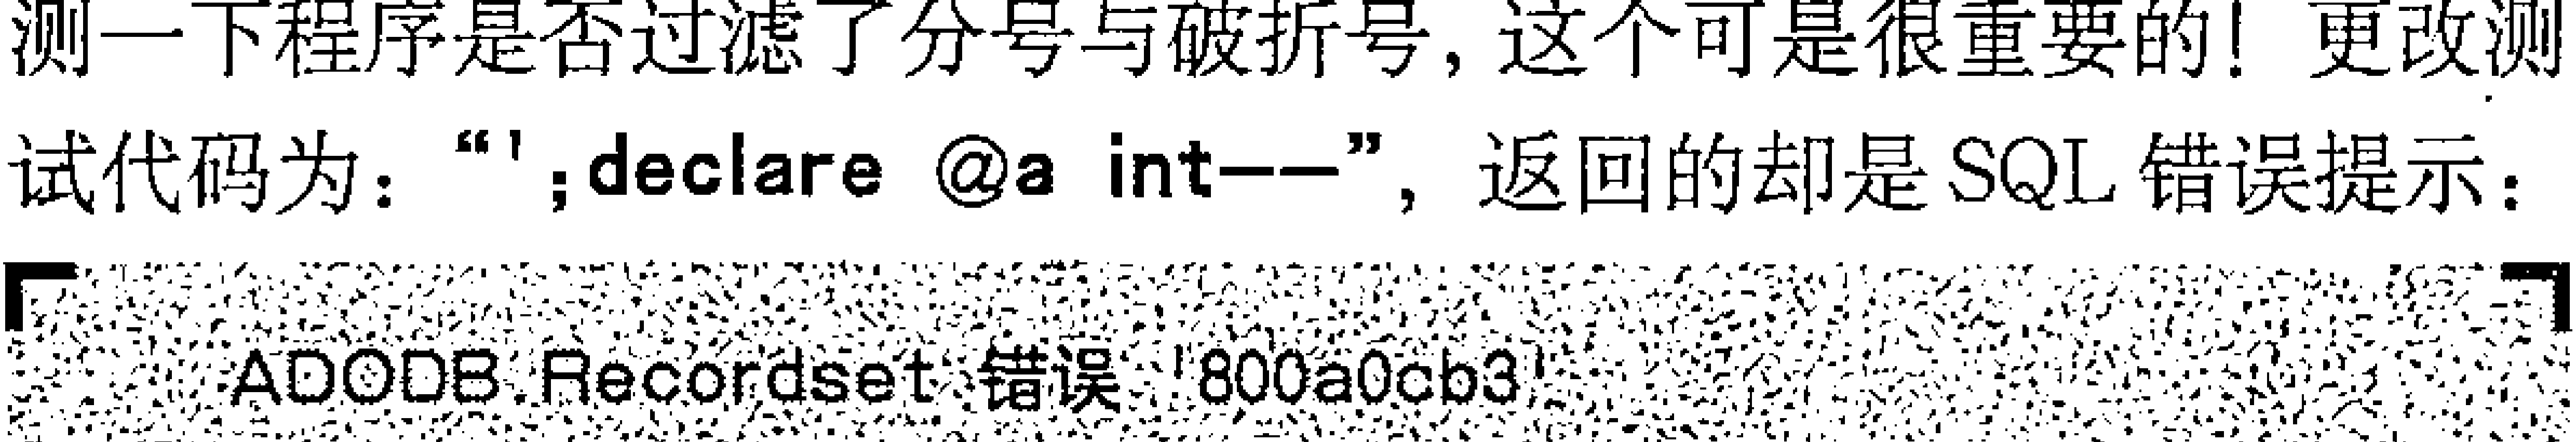 测一下程序是否过滤了分号与破折号，这个可是很重要的！更改测
试代码为：“';declare @a int--”，返回的却是SQL错误提示：
ADODB.Recordset 错误 '800a0cb3'